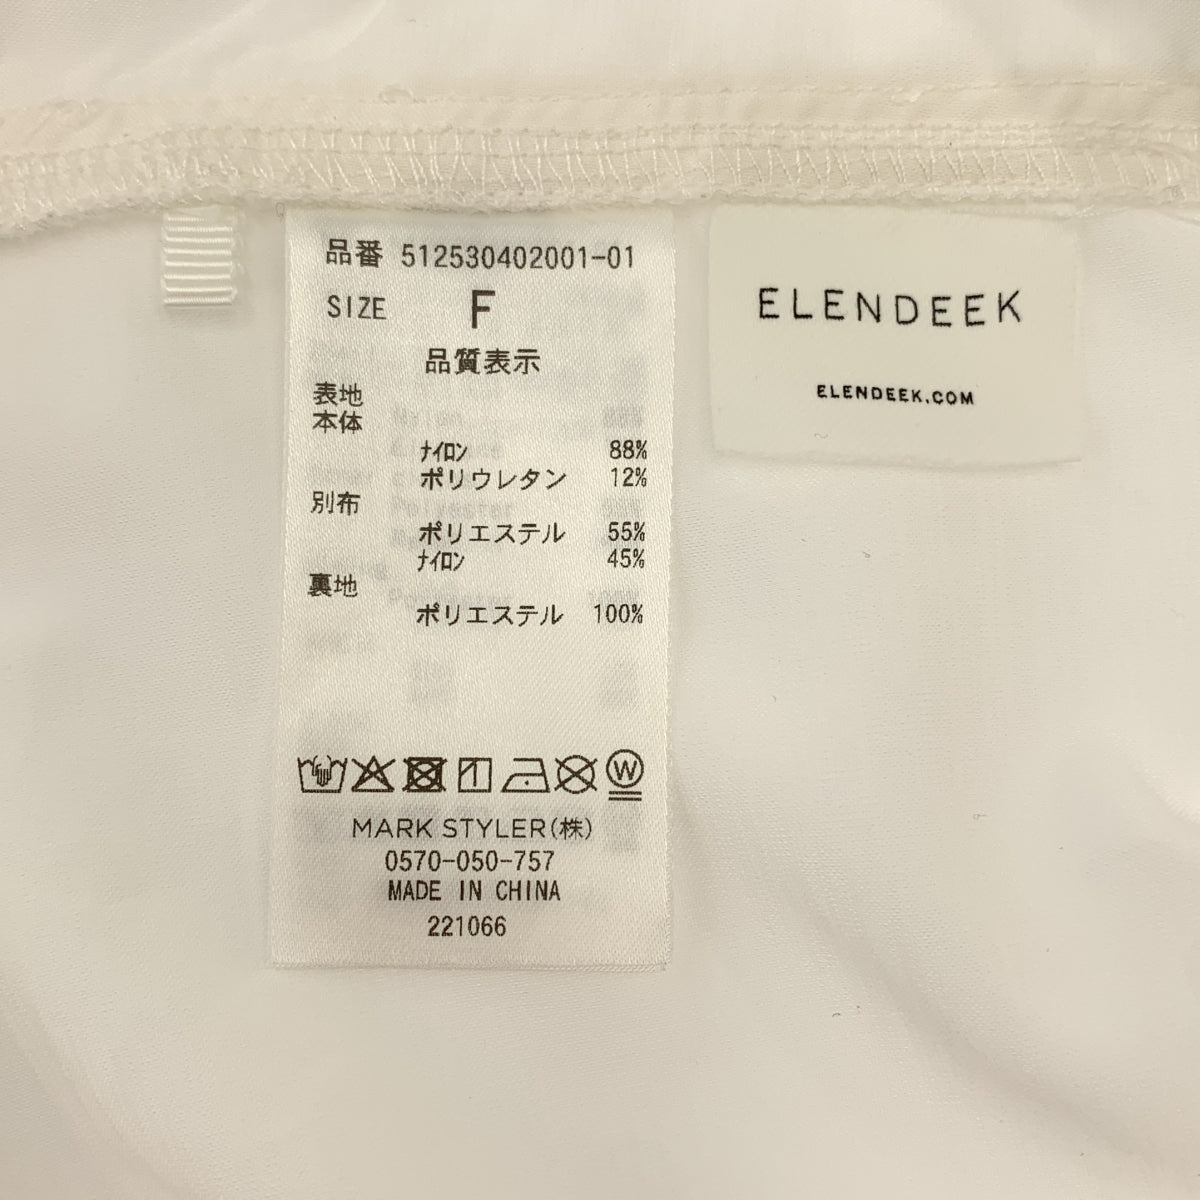 品番 512530402001-01
SIZE F
品質表示
表地
本体
ﾅｲﾛﾝ 88%
ポリウレタン 12%
別布
ポリエステル 55%
ﾅｲﾛﾝ 45%
裏地
ポリエステル 100%
W
MARK STYLER(株)
0570-050-757
MADE IN CHINA
221066
ELENDEEK
ELENDEEK.COM